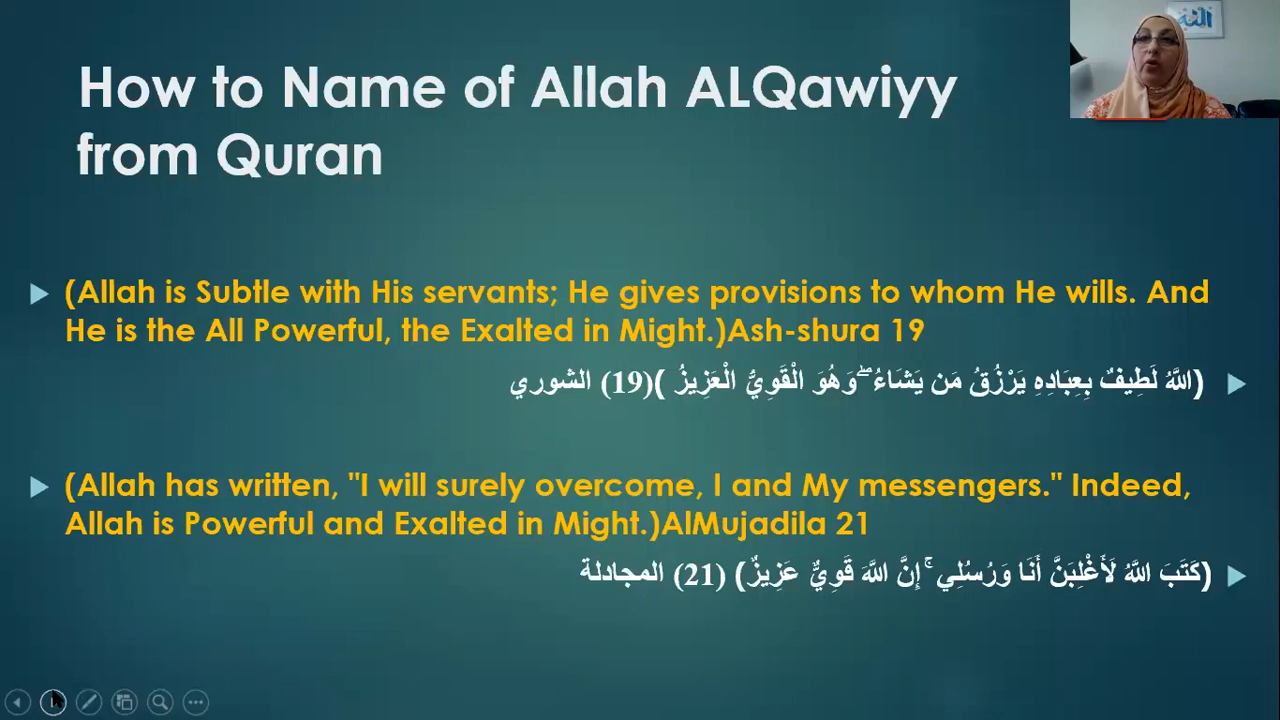 How to Name of Allah ALQawiyy
from Quran
(Allah is Subtle with His servants; He gives provisions to whom He wills. And
He is the All Powerful, the Exalted in Might.)Ash-shura 19
(اللَّهُ لَطِيفٌ بِعِبَادِهِ يَرْزُقُ مَن يَشَاءُ ۖ وَهُوَ الْقَوِيُّ الْعَزِيزُ )(19) الشوري
(Allah has written, "I will surely overcome, I and My messengers." Indeed,
Allah is Powerful and Exalted in Might.)AlMujadila 21
(كَتَبَ اللَّهُ لَأَغْلِبَنَّ أَنَا وَرُسُلِي ۚ إِنَّ اللَّهَ قَوِيٌّ عَزِيزٌ) (21) المجادلة
الله